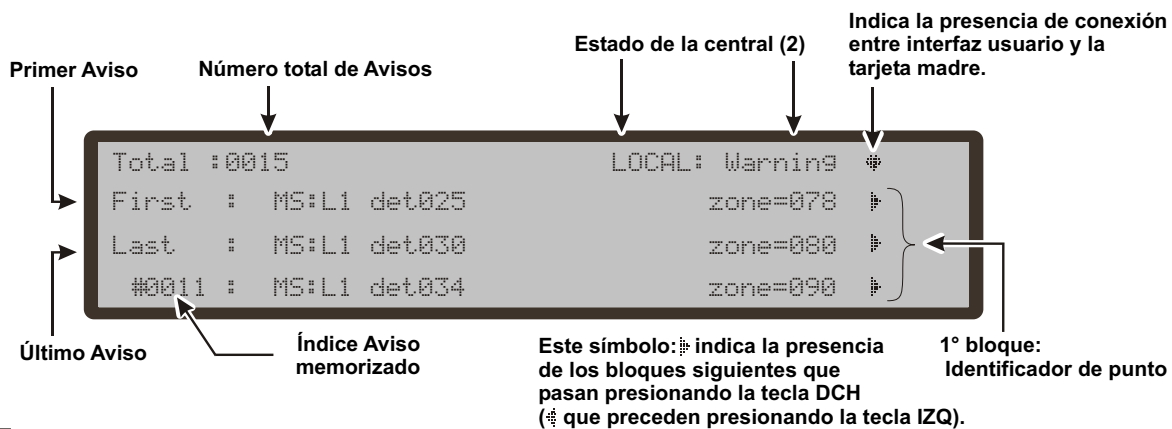 Indica la presencia de conexión
entre interfaz usuario y la
tarjeta madre.
Estado de la central (2)
Primer Aviso
Número total de Avisos
Total :0015 LOCAL: Warning
First : MS:L1 det025 zone=078
Last : MS:L1 det030 zone=080
#0011 : MS:L1 det034 zone=090
Último Aviso
Índice Aviso
memorizado
Este símbolo: indica la presencia
de los bloques siguientes que
pasan presionando la tecla DCH
( que preceden presionando la tecla IZQ).
1° bloque:
Identificador de punto